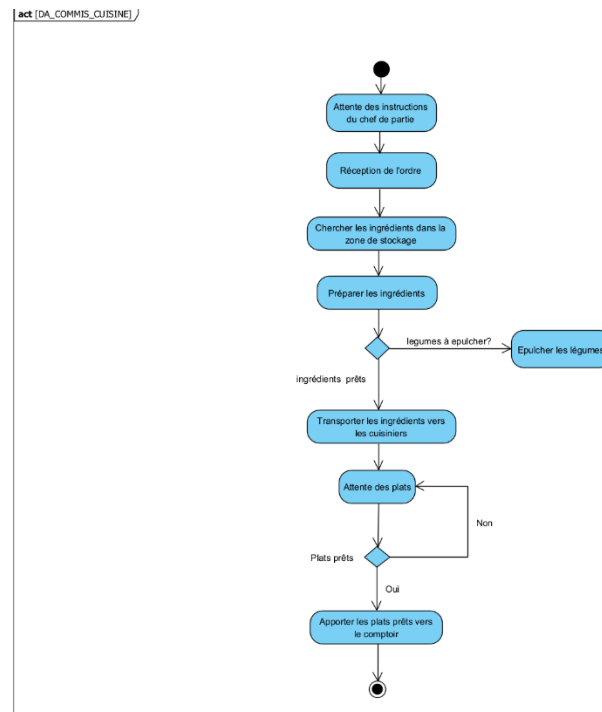 act [DA_COMMIS_CUISINE]
Attente des instructions
du chef de partie
Réception de l'ordre
Chercher les ingrédients dans la
zone de stockage
Préparer les ingrédients
legumes à epulcher?
Epulcher les légumes
ingrédients prêts
Transporter les ingrédients vers
les cuisiniers
Attente des plats
Non
Plats prêts
Oui
Apporter les plats prêts vers
le comptoir